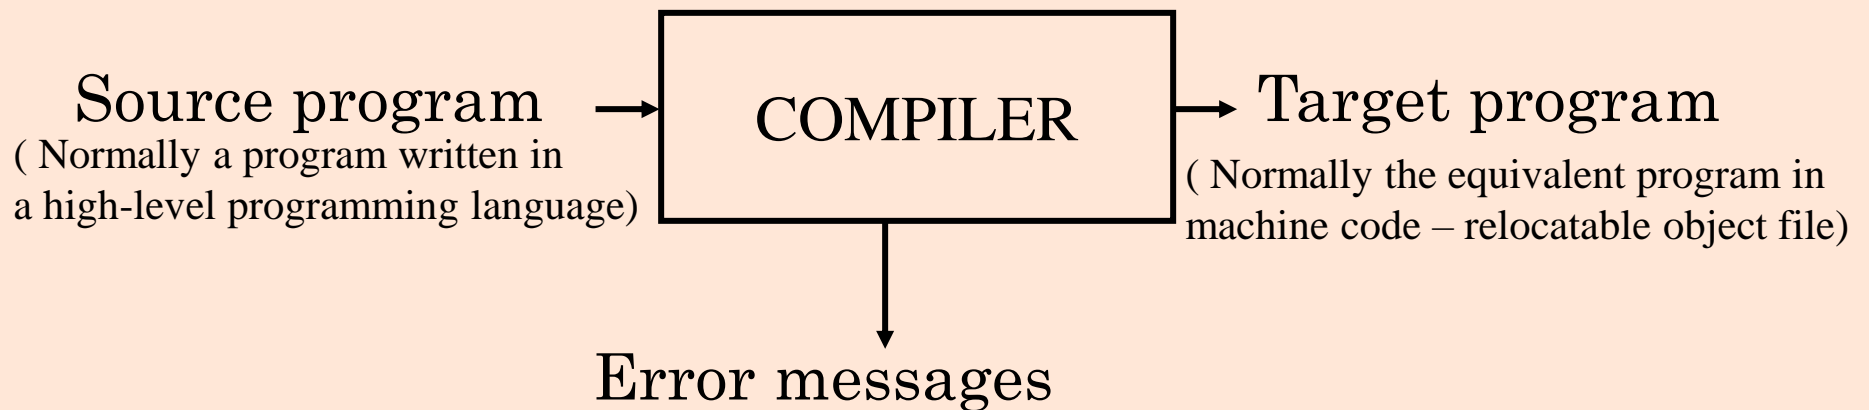 Source program
( Normally a program written in
a high-level programming language)
COMPILER
Target program
( Normally the equivalent program in
machine code – relocatable object file)
Error messages